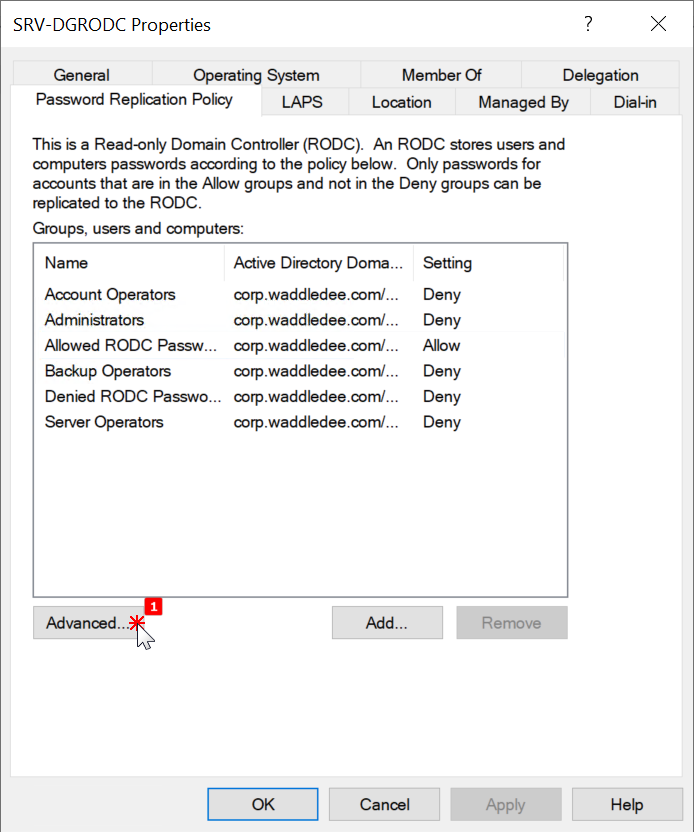 SRV-DGRODC Properties ?
General Operating System Member Of Delegation
Password Replication Policy LAPS Location Managed By Dial-in
This is a Read-only Domain Controller (RODC).  An RODC stores users and
computers passwords according to the policy below.  Only passwords for
accounts that are in the Allow groups and not in the Deny groups can be
replicated to the RODC.
Groups, users and computers:
Name Active Directory Doma... Setting
Account Operators corp.waddledee.com/... Deny
Administrators corp.waddledee.com/... Deny
Allowed RODC Passw... corp.waddledee.com/... Allow
Backup Operators corp.waddledee.com/... Deny
Denied RODC Passwo... corp.waddledee.com/... Deny
Server Operators corp.waddledee.com/... Deny
1
Advanced... Add... Remove
OK Cancel Apply Help